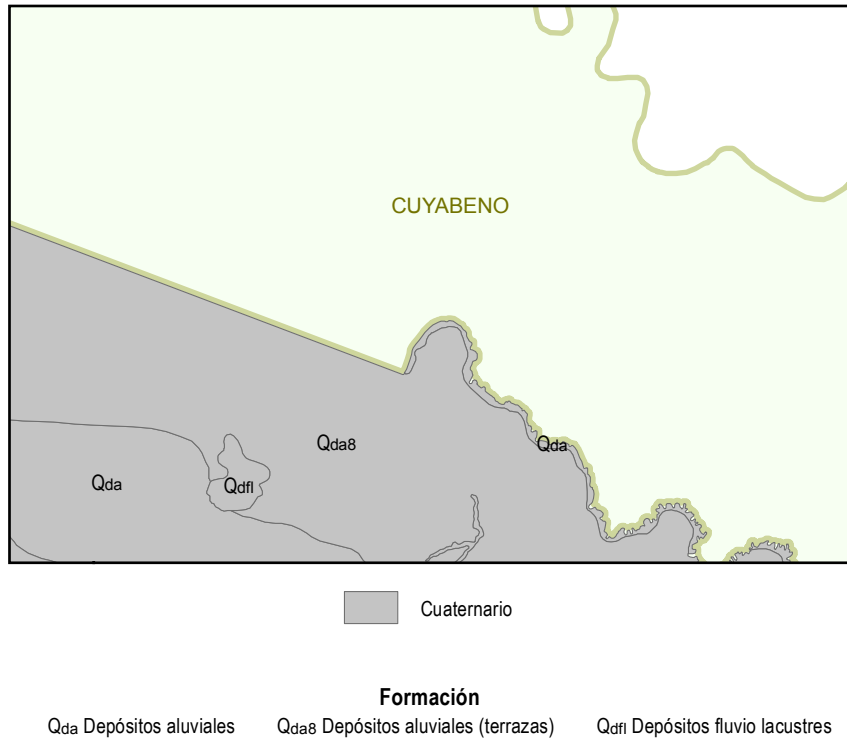 CUYABENO
Qda8
Qda
Qda
Qdfl
Cuaternario
Formación
Qda Depósitos aluviales Qda8 Depósitos aluviales (terrazas) Qdfl Depósitos fluvio lacustres